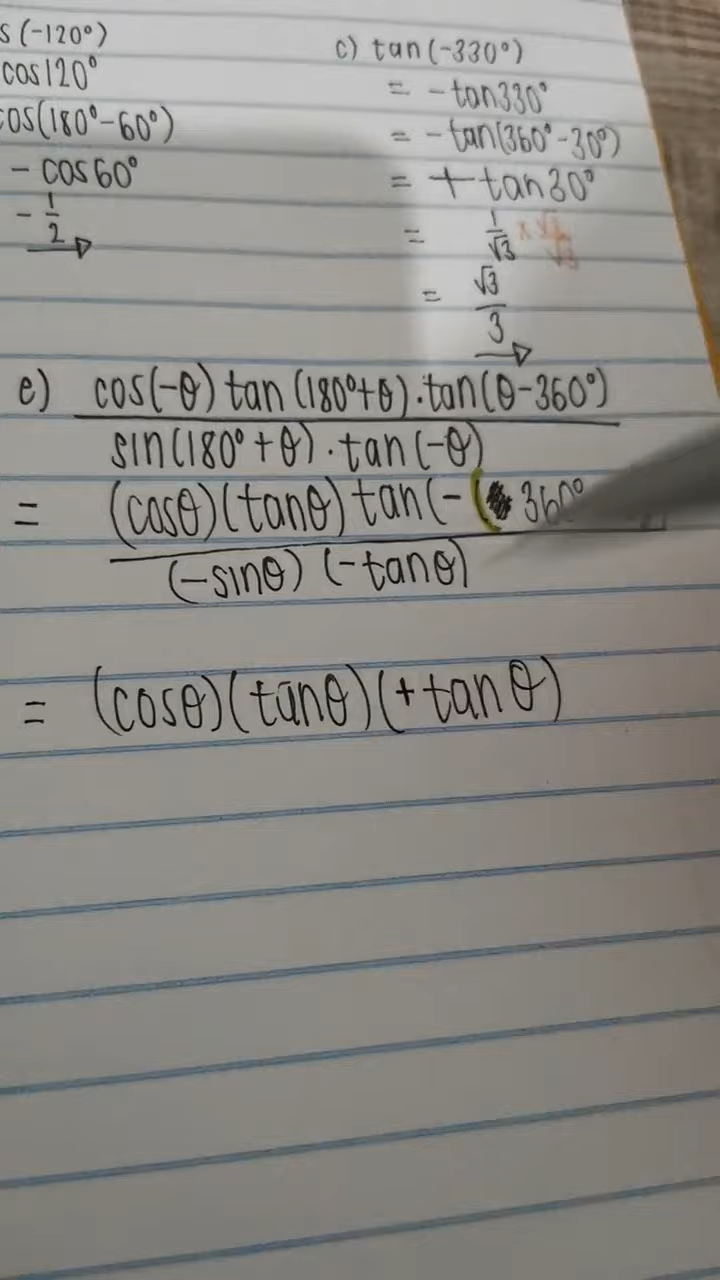 s(-120°)
cos120°
cos(180°-60°)
- cos60°
- 1/2
c) tan(-330°)
= -tan330°
= -tan(360°-30°)
= +tan30°
= 1/√3 ×
= √3/3
e) cos(-θ) tan(180°+θ).tan(θ-360°)
sin(180°+θ).tan(-θ)
= (cosθ)(tanθ) tan(-( 360°
(-sinθ)(-tanθ)
= (cosθ)(tanθ)(+tanθ)